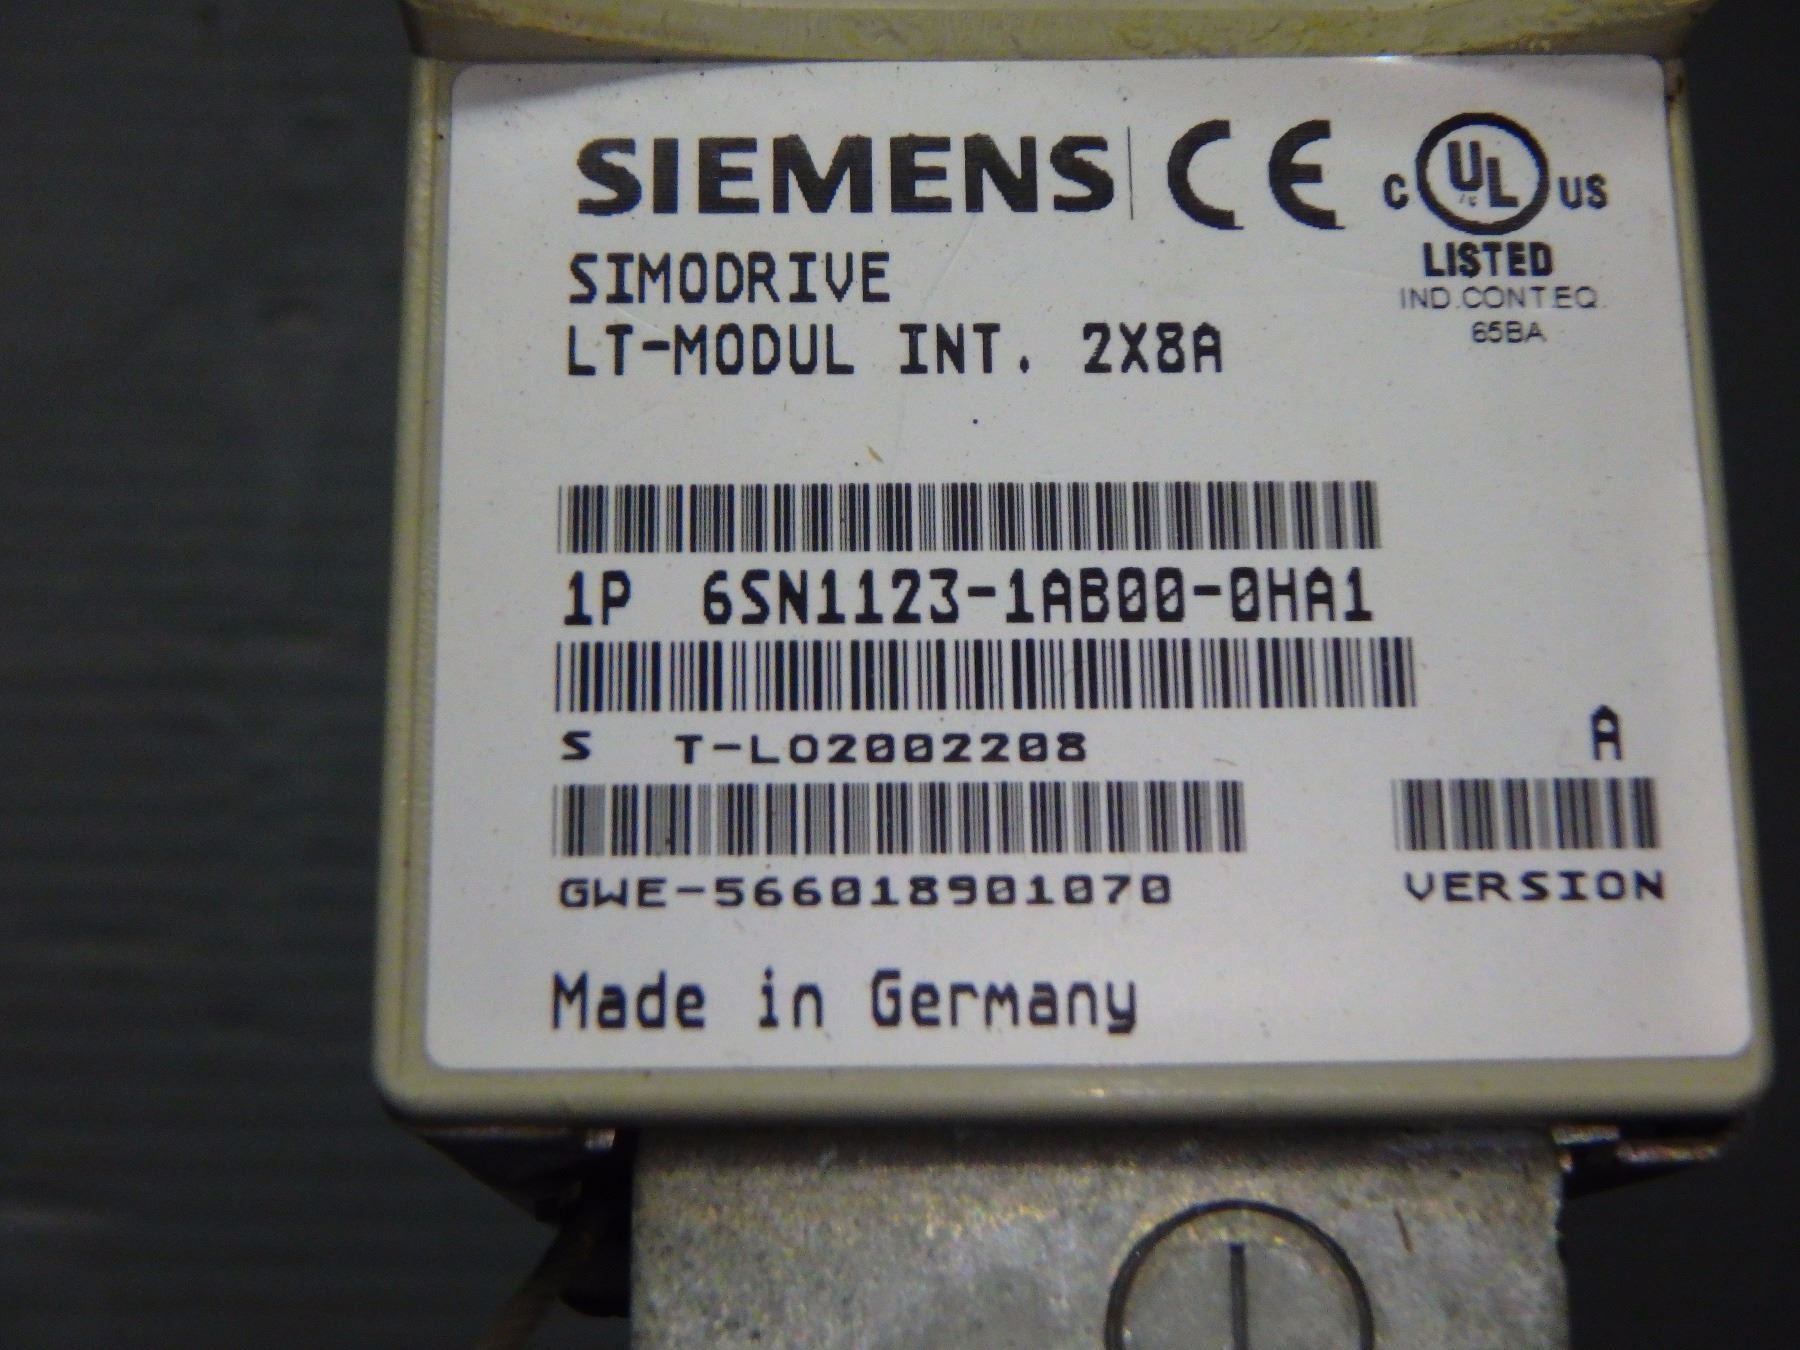 SIEMENS CE
C UL US
LISTED
IND.CONT.EQ.
65BA
SIMODRIVE
LT-MODUL INT. 2X8A
1P 6SN1123-1AB00-0HA1
S T-LO2002208
A
GWE-566018901070
VERSION
Made in Germany